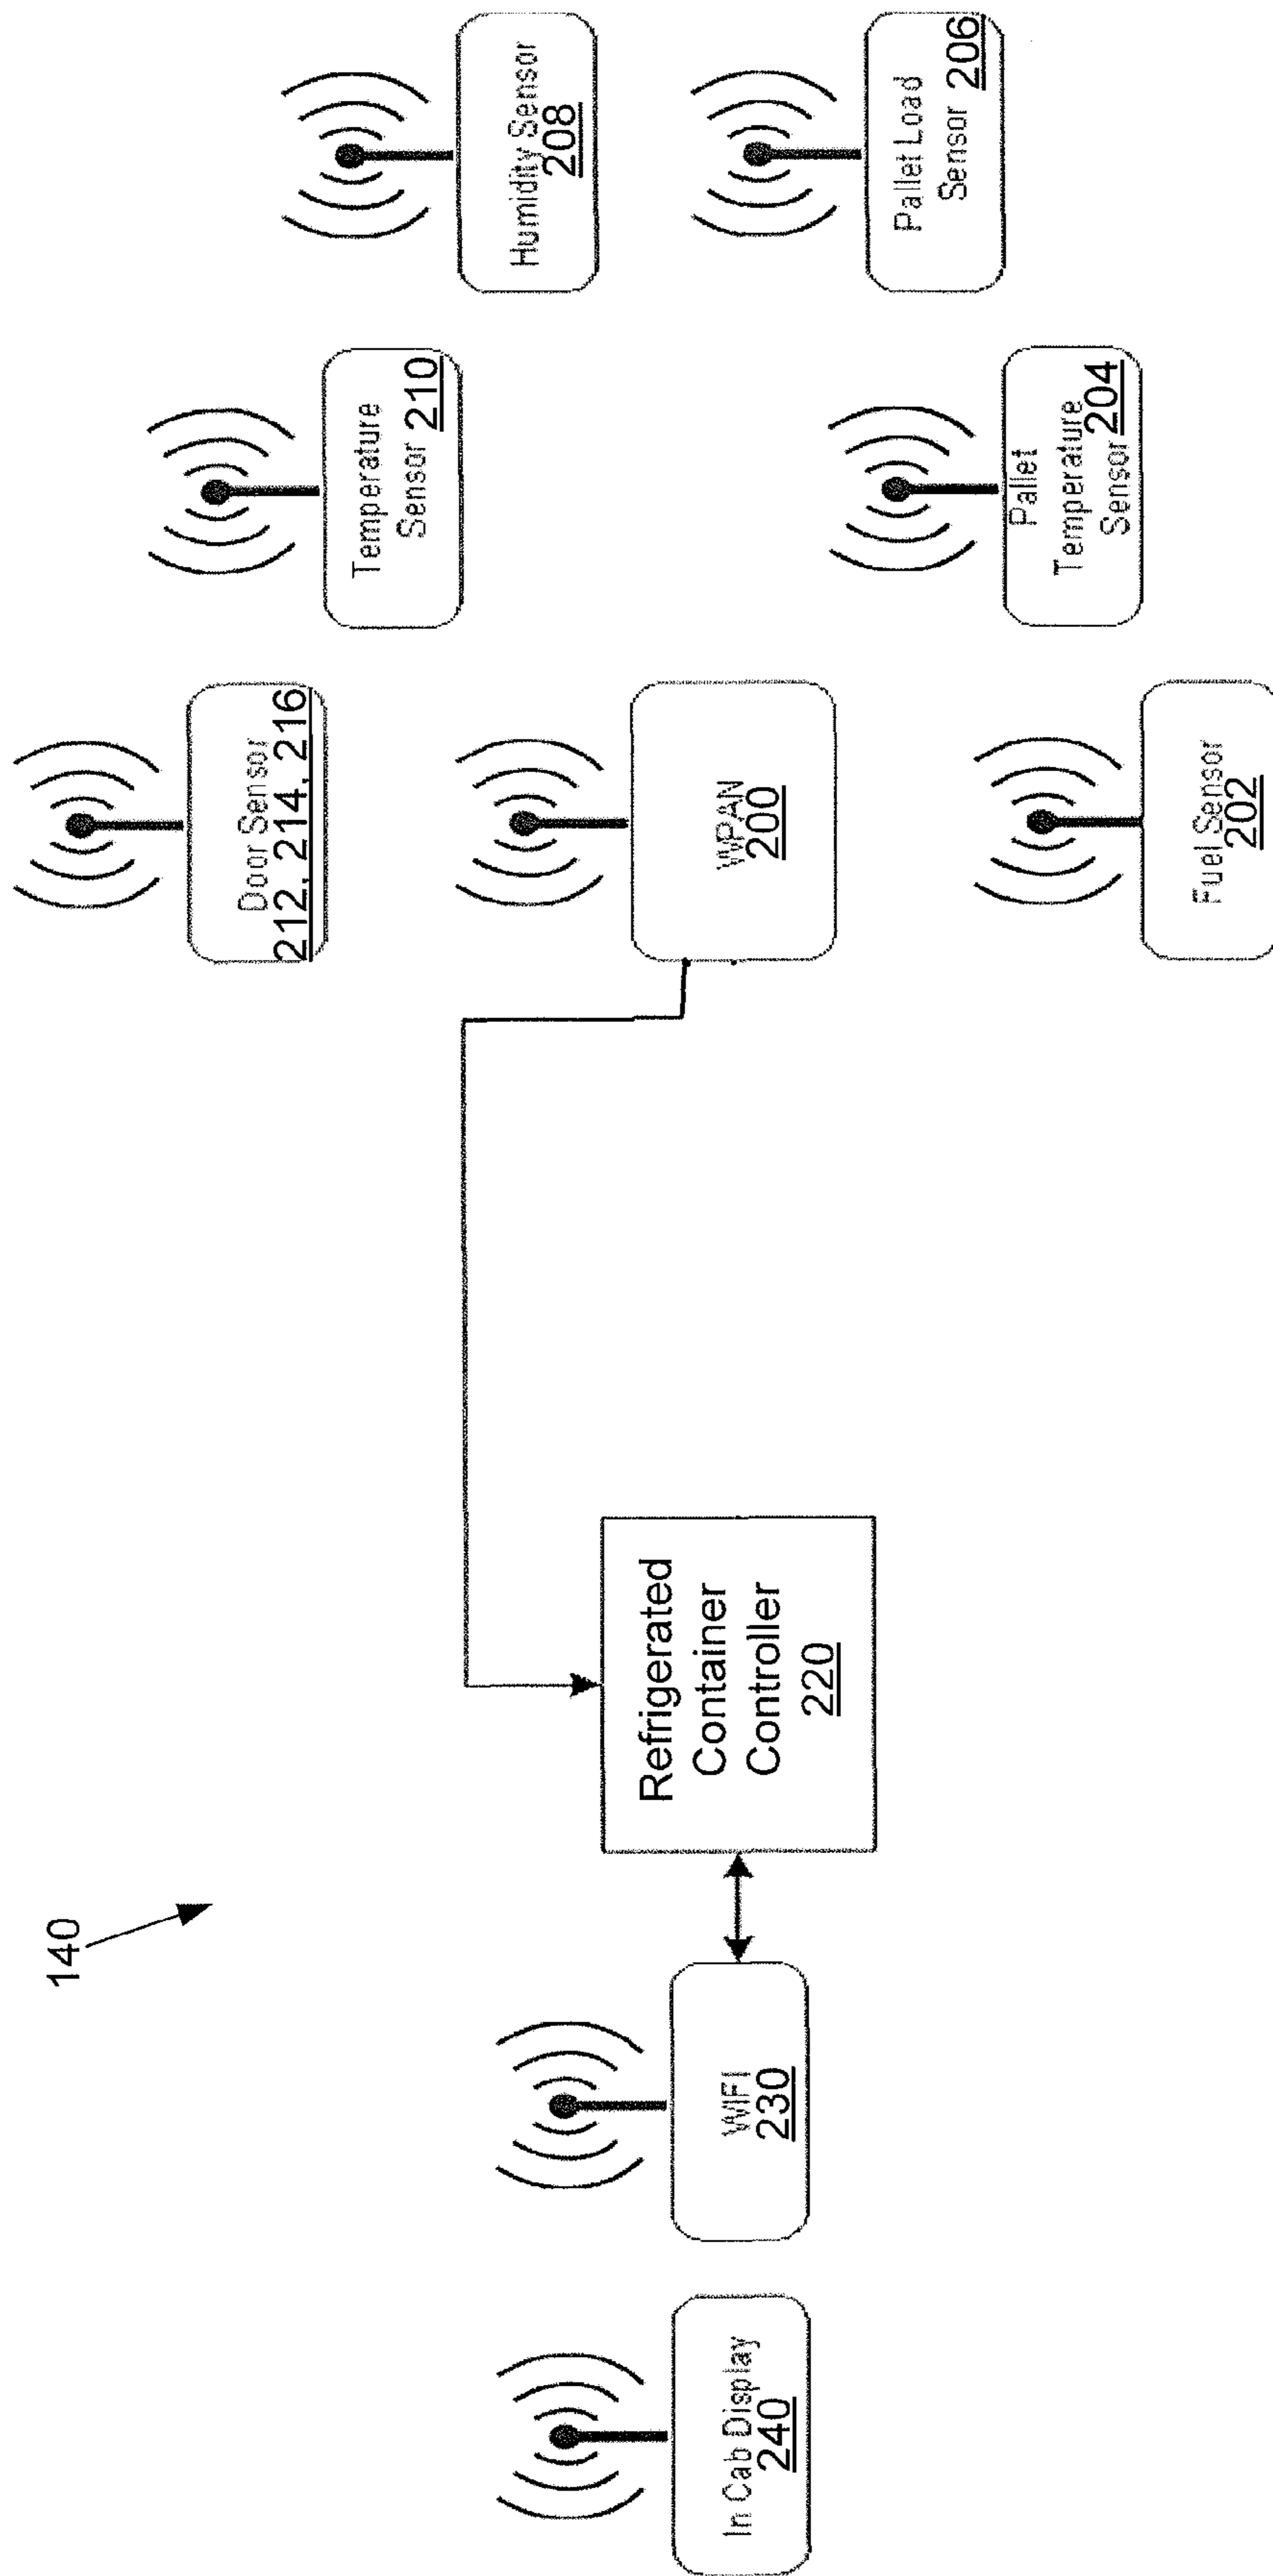 140
In Cab Display
240
WIFI
230
Refrigerated
Container
Controller
220
Door Sensor
212, 214, 216
WPAN
200
Fuel Sensor
202
Temperature
Sensor 210
Pallet
Temperature
Sensor 204
Humidity Sensor
208
Pallet Load
Sensor 206